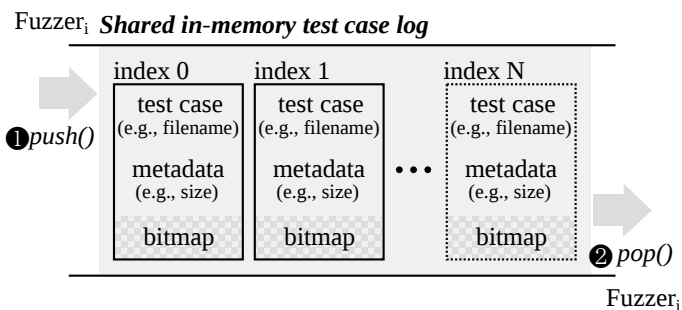 Fuzzerᵢ Shared in-memory test case log
index 0 index 1 index N
test case test case test case
(e.g., filename) (e.g., filename) (e.g., filename)
❶push()
metadata metadata ••• metadata
(e.g., size) (e.g., size) (e.g., size)
bitmap bitmap bitmap
❷ pop()
Fuzzerᵢ